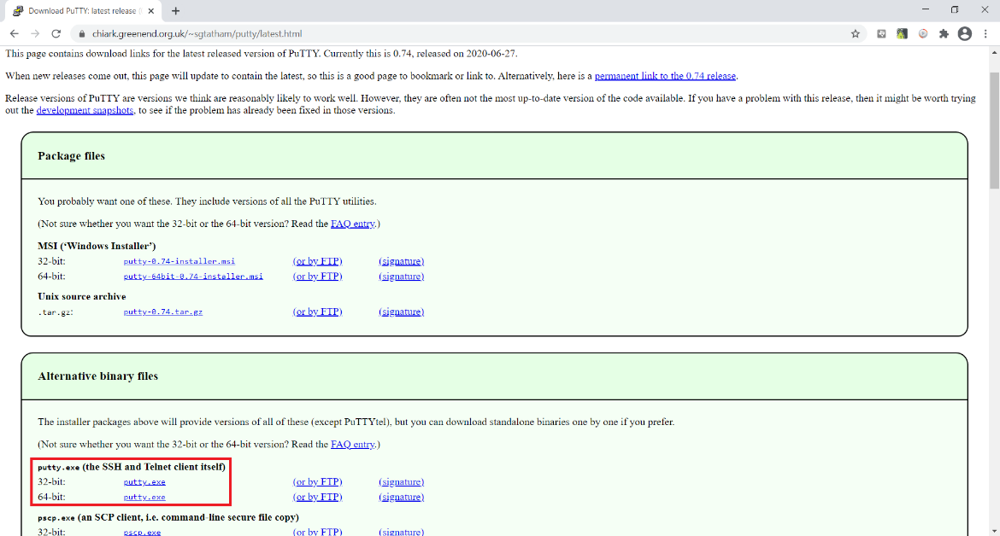 Download PuTTY: latest release (
chiark.greenend.org.uk/~sgtatham/putty/latest.html
This page contains download links for the latest released version of PuTTY. Currently this is 0.74, released on 2020-06-27.
When new releases come out, this page will update to contain the latest, so this is a good page to bookmark or link to. Alternatively, here is a permanent link to the 0.74 release.
Release versions of PuTTY are versions we think are reasonably likely to work well. However, they are often not the most up-to-date version of the code available. If you have a problem with this release, then it might be worth trying
out the development snapshots, to see if the problem has already been fixed in those versions.
Package files
You probably want one of these. They include versions of all the PuTTY utilities.
(Not sure whether you want the 32-bit or the 64-bit version? Read the FAQ entry.)
MSI (‘Windows Installer’)
32-bit: putty-0.74-installer.msi (or by FTP) (signature)
64-bit: putty-64bit-0.74-installer.msi (or by FTP) (signature)
Unix source archive
.tar.gz: putty-0.74.tar.gz (or by FTP) (signature)
Alternative binary files
The installer packages above will provide versions of all of these (except PuTTYtel), but you can download standalone binaries one by one if you prefer.
(Not sure whether you want the 32-bit or the 64-bit version? Read the FAQ entry.)
putty.exe (the SSH and Telnet client itself)
32-bit: putty.exe (or by FTP) (signature)
64-bit: putty.exe (or by FTP) (signature)
pscp.exe (an SCP client, i.e. command-line secure file copy)
32-bit: pscp.exe (or by FTP) (signature)